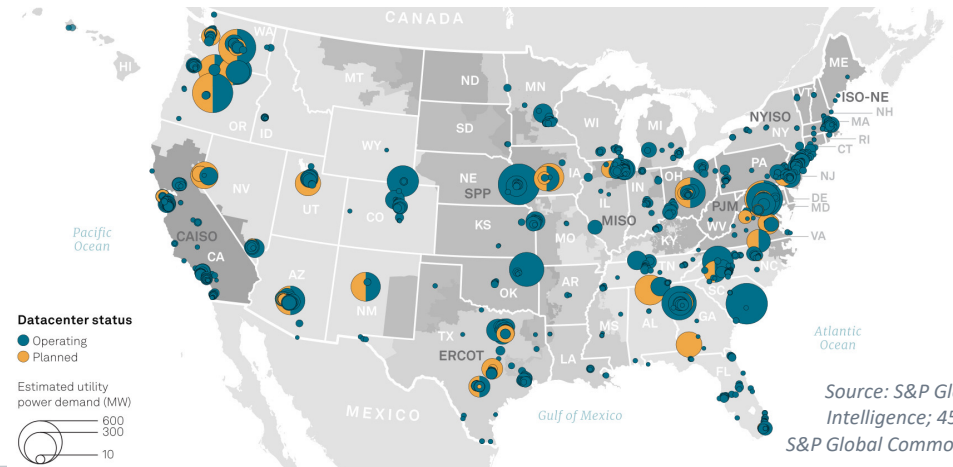 CANADA
WA
ME
HI
MT
ND
MN
VT
ISO-NE
NH
NYISO
MA
OR
ID
SD
WI
MI
NY
RI
CT
WY
PA
NJ
NE
IA
OH
NV
SPP
IL
IN
DE
MD
UT
CO
MISO
PJM
WV
KS
MO
KY
VA
Pacific
Ocean
CAISO
CA
NC
TN
AZ
OK
AR
SC
NM
MS
AL
GA
Datacenter status
Operating
Planned
TX
Atlantic
Ocean
ERCOT
LA
FL
Estimated utility
power demand (MW)
600
300
10
MEXICO
Gulf of Mexico
Source: S&P Gl
Intelligence; 45
S&P Global Commo